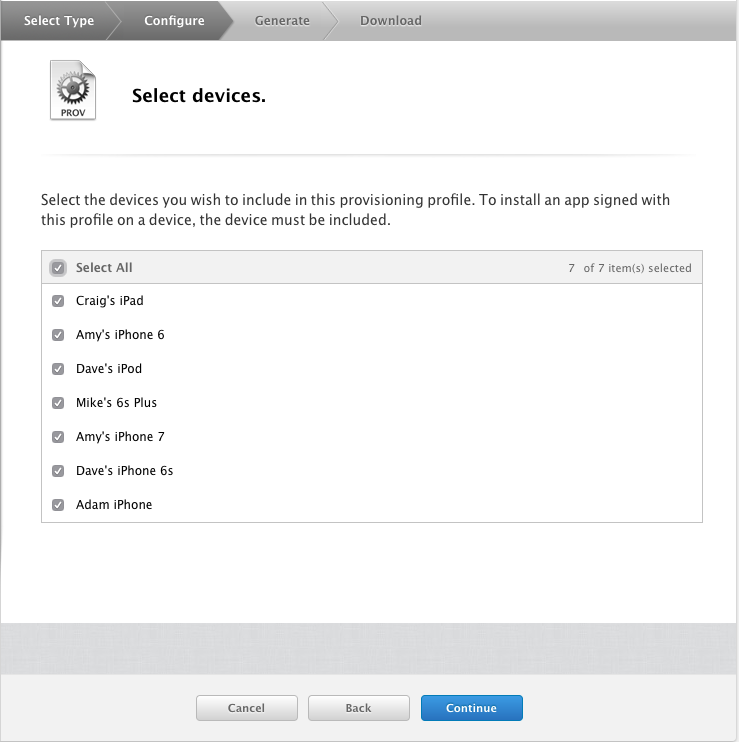 Select Type
Configure
Generate
Download
PROV
Select devices.
Select the devices you wish to include in this provisioning profile. To install an app signed with
this profile on a device, the device must be included.
Select All
7 of 7 item(s) selected
Craig's iPad
Amy's iPhone 6
Dave's iPod
Mike's 6s Plus
Amy's iPhone 7
Dave's iPhone 6s
Adam iPhone
Cancel
Back
Continue